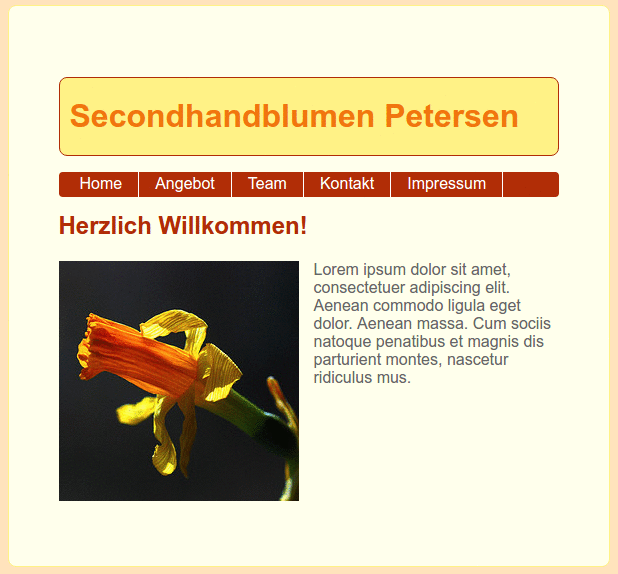 Secondhandblumen Petersen
Home Angebot Team Kontakt Impressum
Herzlich Willkommen!
Lorem ipsum dolor sit amet,
consectetuer adipiscing elit.
Aenean commodo ligula eget
dolor. Aenean massa. Cum sociis
natoque penatibus et magnis dis
parturient montes, nascetur
ridiculus mus.